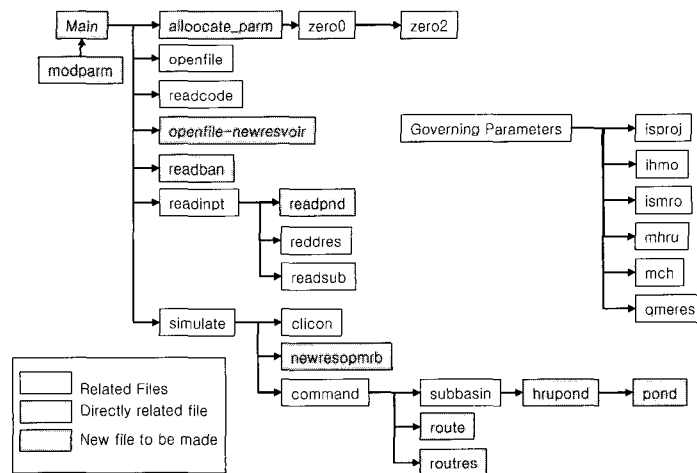 Main
alloocate_parm
zero0
zero2
modparm
openfile
readcode
openfile-newresvoir
readban
readinpt
readpnd
reddres
readsub
simulate
clicon
newresopmrb
command
subbasin
hrupond
pond
route
routres
Governing Parameters
isproj
ihmo
ismro
mhru
mch
qmeres
Related Files
Directly related file
New file to be made